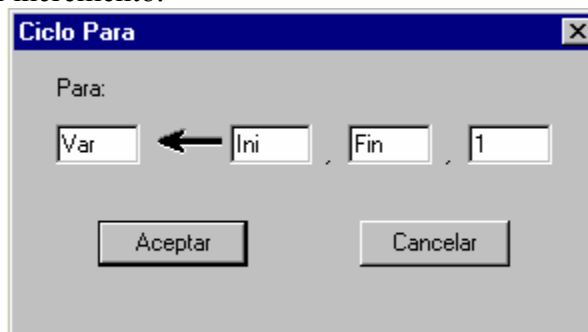 incremento.
Ciclo Para
Para:
Var Ini , Fin , 1
Aceptar Cancelar